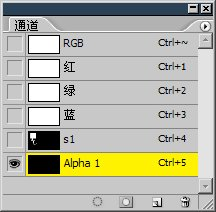 通道
RGB Ctrl+~
红 Ctrl+1
绿 Ctrl+2
蓝 Ctrl+3
s1 Ctrl+4
Alpha 1 Ctrl+5